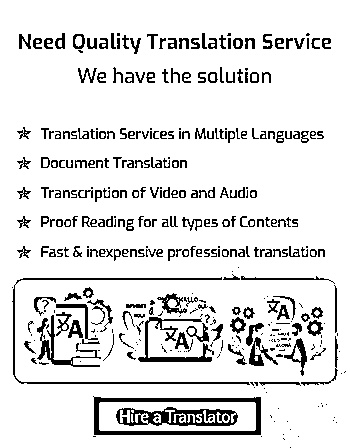 Need Quality Translation Service
We have the solution
Translation Services in Multiple Languages
Document Translation
Transcription of Video and Audio
Proof Reading for all types of Contents
Fast & inexpensive professional translation
文A
HELLO
文A
文A
Hire a Translator